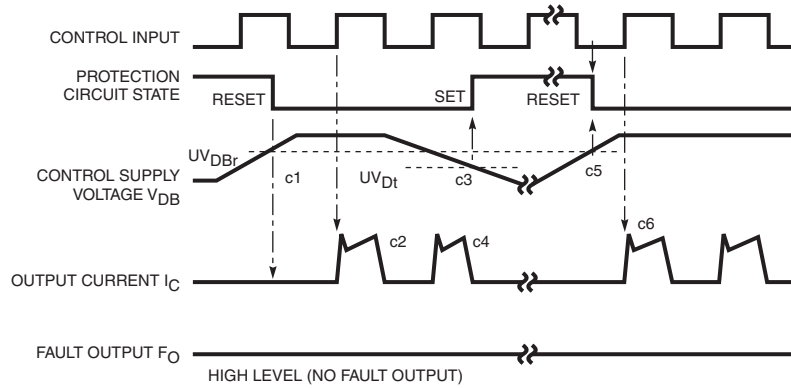 CONTROL INPUT
PROTECTION
CIRCUIT STATE
RESET
SET
RESET
UVDBr
UVDt
CONTROL SUPPLY
VOLTAGE VDB
c1
c3
c5
c2
c4
c6
OUTPUT CURRENT IC
FAULT OUTPUT FO
HIGH LEVEL (NO FAULT OUTPUT)